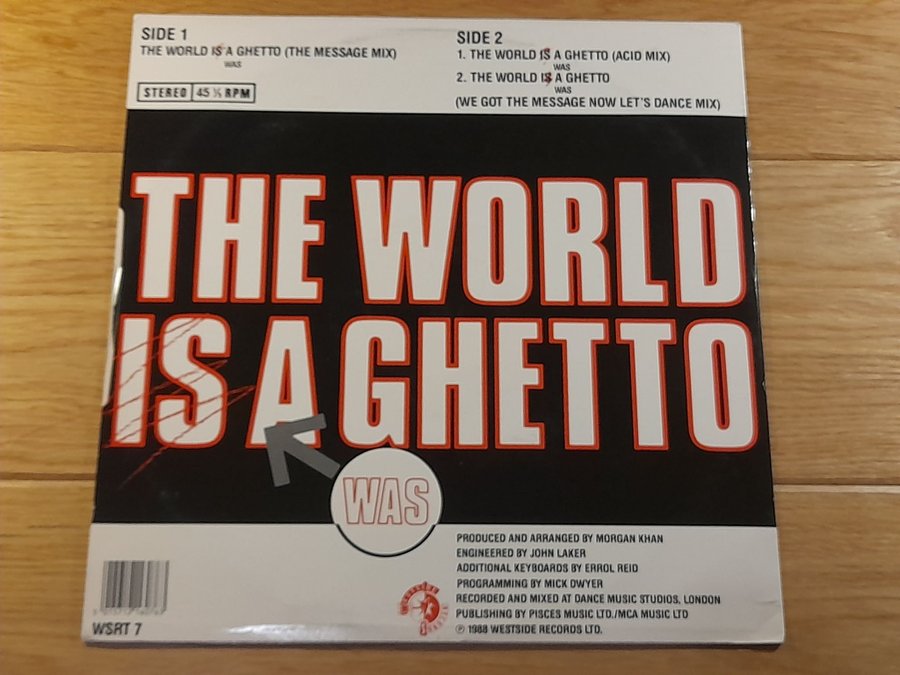 SIDE 1
THE WORLD IS A GHETTO (THE MESSAGE MIX)
WAS
STEREO 45 ⅓ RPM
SIDE 2
1. THE WORLD IS A GHETTO (ACID MIX)
WAS
2. THE WORLD IS A GHETTO
WAS
(WE GOT THE MESSAGE NOW LET'S DANCE MIX)
THE WORLD
IS A GHETTO
WAS
PRODUCED AND ARRANGED BY MORGAN KHAN
ENGINEERED BY JOHN LAKER
ADDITIONAL KEYBOARDS BY ERROL REID
PROGRAMMING BY MICK DWYER
RECORDED AND MIXED AT DANCE MUSIC STUDIOS, LONDON
PUBLISHING BY PISCES MUSIC LTD./MCA MUSIC LTD
℗ 1988 WESTSIDE RECORDS LTD.
WSRT 7